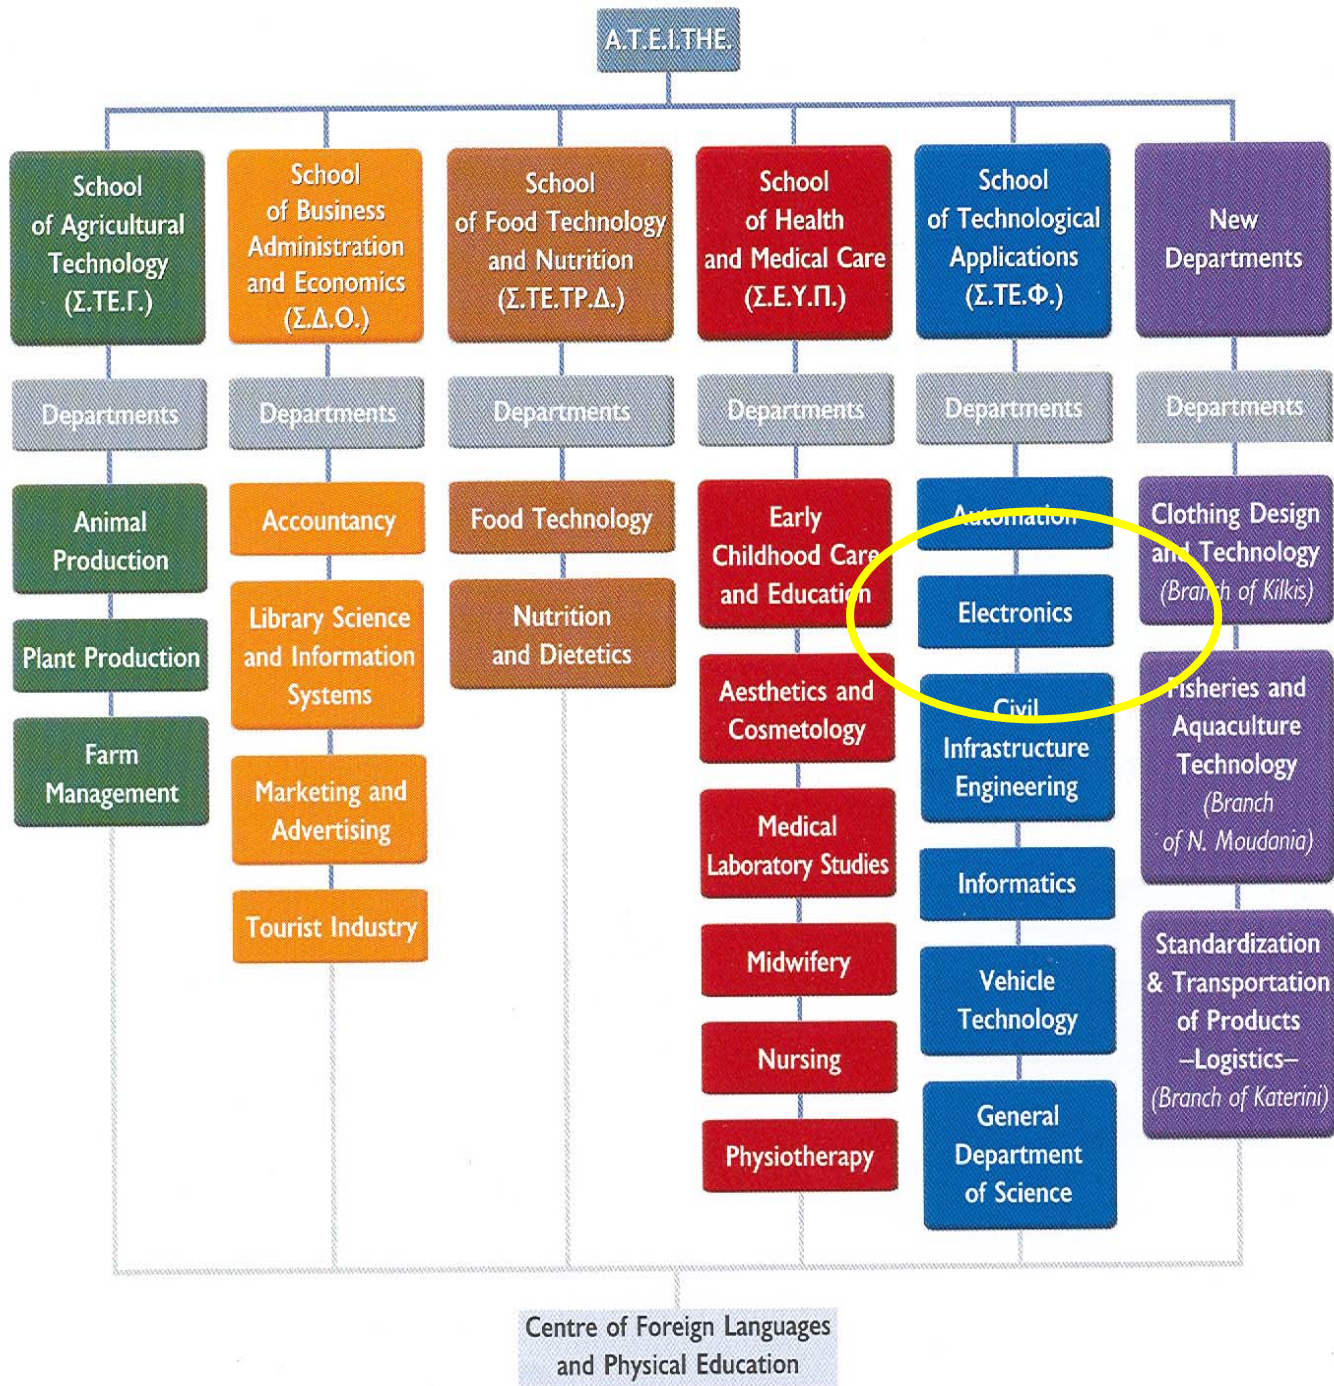 A.T.E.I.THE.
School
of Agricultural
Technology
(Σ.ΤΕ.Γ.)
School
of Business
Administration
and Economics
(Σ.Δ.Ο.)
School
of Food Technology
and Nutrition
(Σ.ΤΕ.ΤΡ.Δ.)
School
of Health
and Medical Care
(Σ.Ε.Υ.Π.)
School
of Technological
Applications
(Σ.ΤΕ.Φ.)
New
Departments
Departments
Departments
Departments
Departments
Departments
Departments
Animal
Production
Plant Production
Farm
Management
Accountancy
Library Science
and Information
Systems
Marketing and
Advertising
Tourist Industry
Food Technology
Nutrition
and Dietetics
Early
Childhood Care
and Education
Aesthetics and
Cosmetology
Medical
Laboratory Studies
Midwifery
Nursing
Physiotherapy
Automation
Electronics
Civil
Infrastructure
Engineering
Informatics
Vehicle
Technology
General
Department
of Science
Clothing Design
and Technology
(Branch of Kilkis)
Fisheries and
Aquaculture
Technology
(Branch
of N. Moudania)
Standardization
& Transportation
of Products
–Logistics–
(Branch of Katerini)
Centre of Foreign Languages
and Physical Education